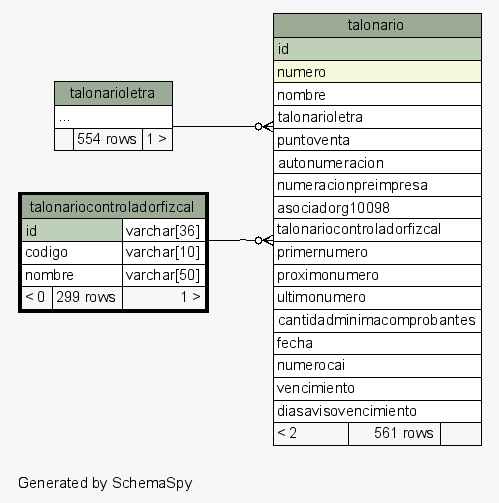 talonario
id
numero
nombre
talonarioletra
puntoventa
autonumeracion
numeracionpreimpresa
asociadorg10098
talonariocontroladorfizcal
primernumero
proximonumero
ultimonumero
cantidadminimacomprobantes
fecha
numerocai
vencimiento
diasavisovencimiento
< 2 561 rows
talonarioletra
...
554 rows 1 >
talonariocontroladorfizcal
id varchar[36]
codigo varchar[10]
nombre varchar[50]
< 0 299 rows 1 >
Generated by SchemaSpy